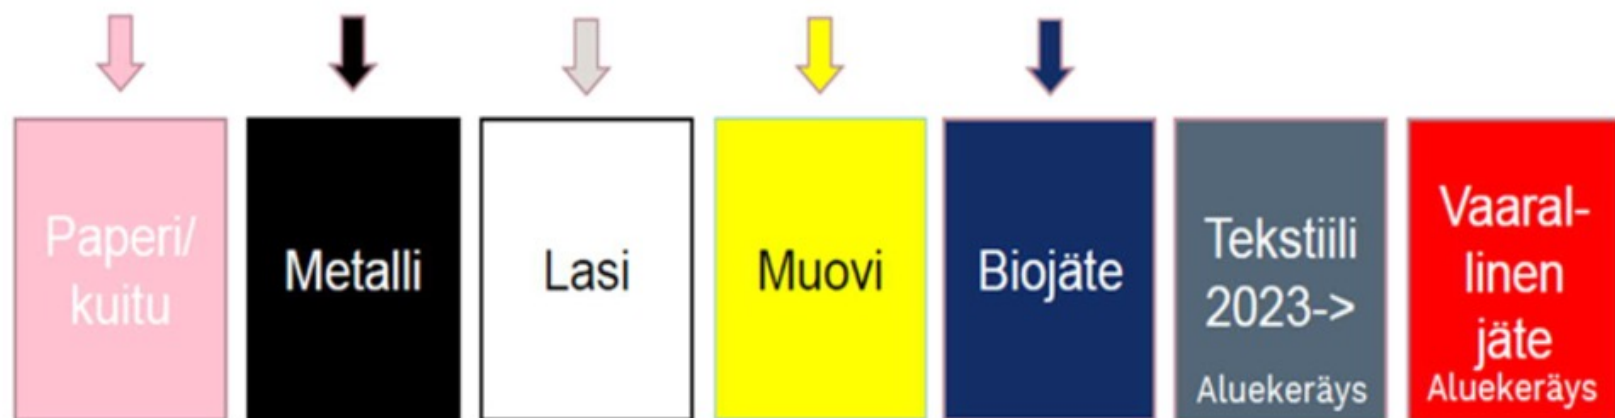 Paperi/
kuitu
Metalli
Lasi
Muovi
Biojäte
Tekstiili
2023->
Aluekeräys
Vaaral-
linen
jäte
Aluekeräys